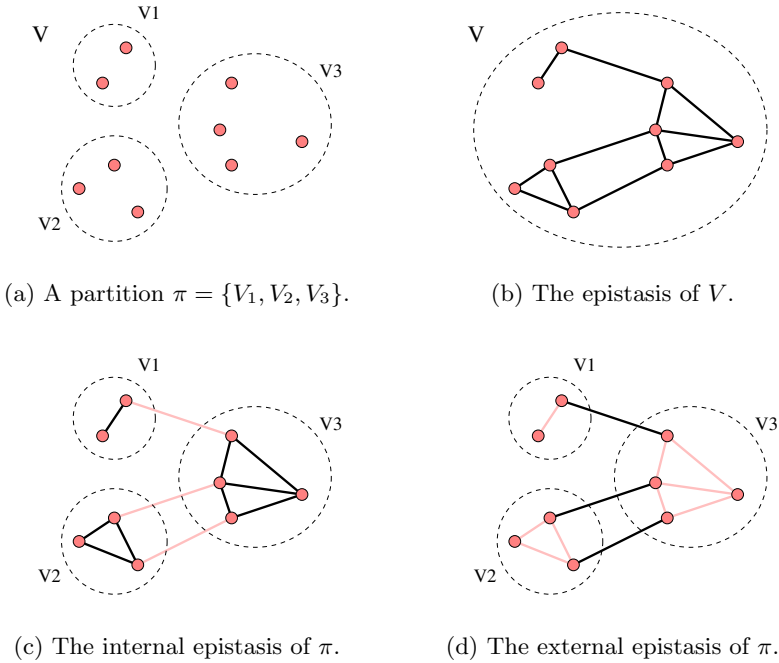 V1
V
V3
V2
V
(a) A partition π = {V₁, V₂, V₃}.
(b) The epistasis of V.
V1
V3
V2
V1
V3
V2
(c) The internal epistasis of π.
(d) The external epistasis of π.